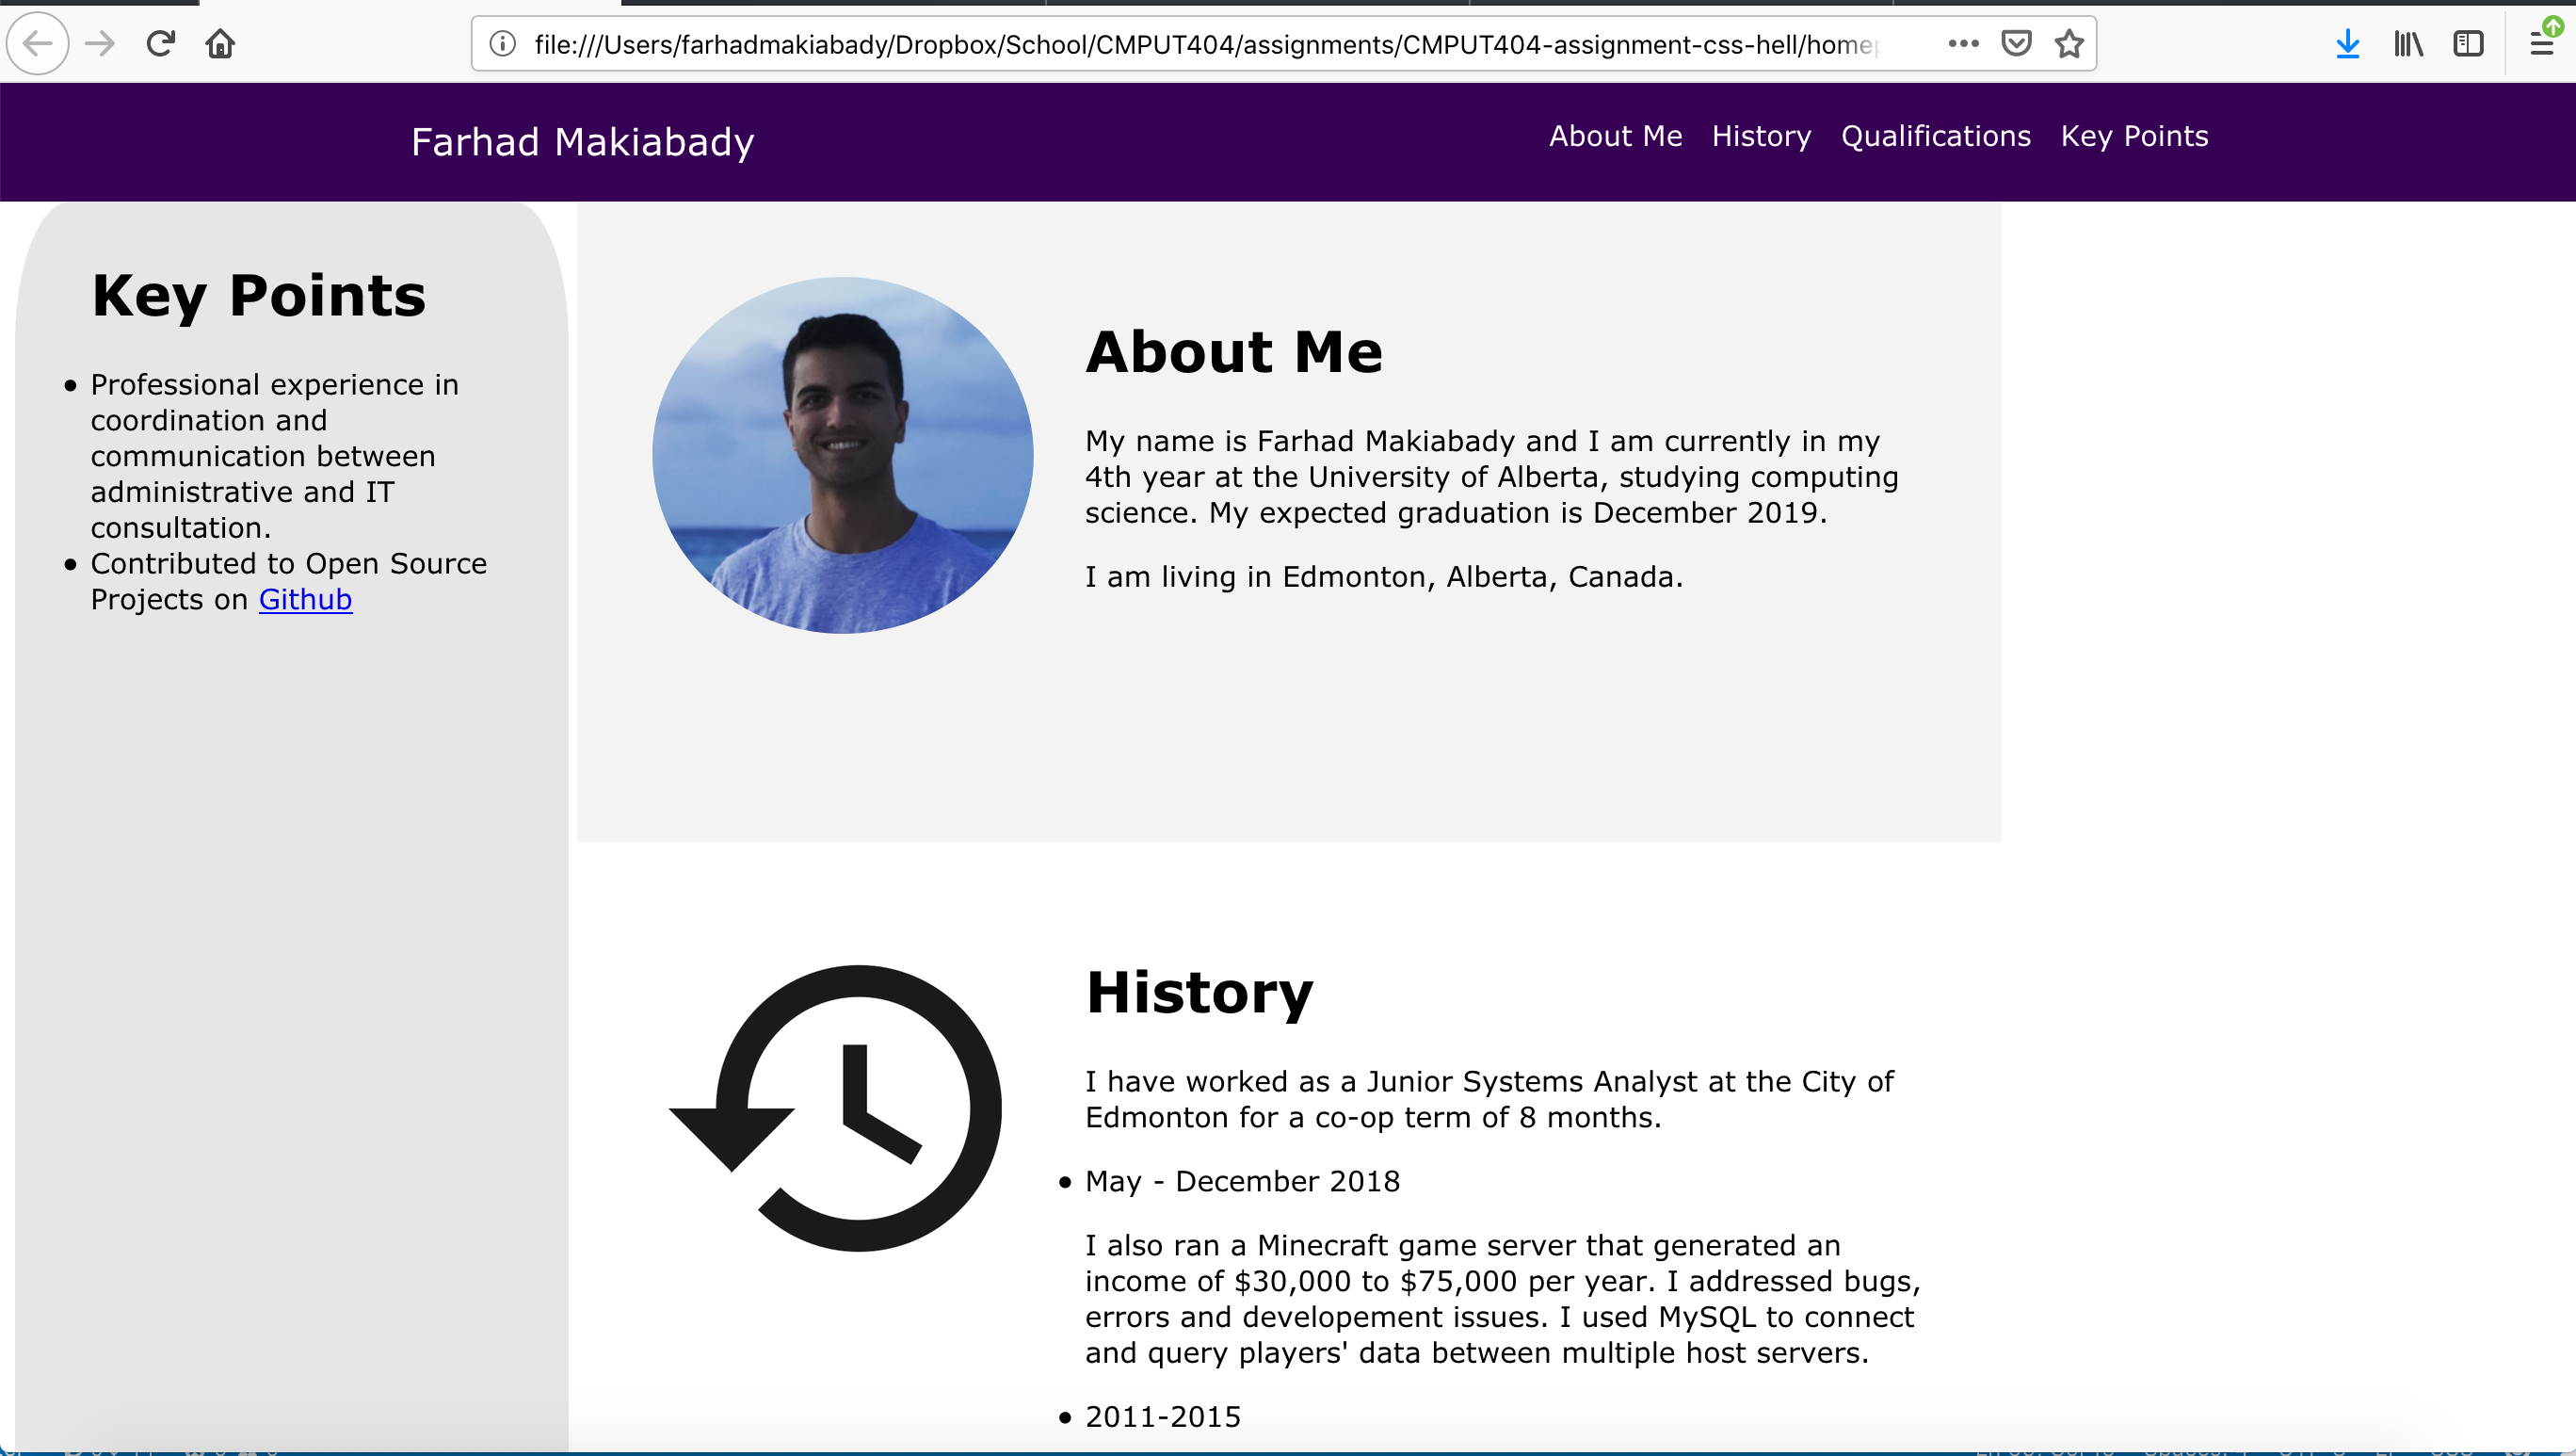 file:///Users/farhadmakiabady/Dropbox/School/CMPUT404/assignments/CMPUT404-assignment-css-hell/home
Farhad Makiabady
About Me History Qualifications Key Points
Key Points
• Professional experience in
coordination and
communication between
administrative and IT
consultation.
• Contributed to Open Source
Projects on Github
About Me
My name is Farhad Makiabady and I am currently in my
4th year at the University of Alberta, studying computing
science. My expected graduation is December 2019.
I am living in Edmonton, Alberta, Canada.
History
I have worked as a Junior Systems Analyst at the City of
Edmonton for a co-op term of 8 months.
• May - December 2018
I also ran a Minecraft game server that generated an
income of $30,000 to $75,000 per year. I addressed bugs,
errors and developement issues. I used MySQL to connect
and query players' data between multiple host servers.
• 2011-2015